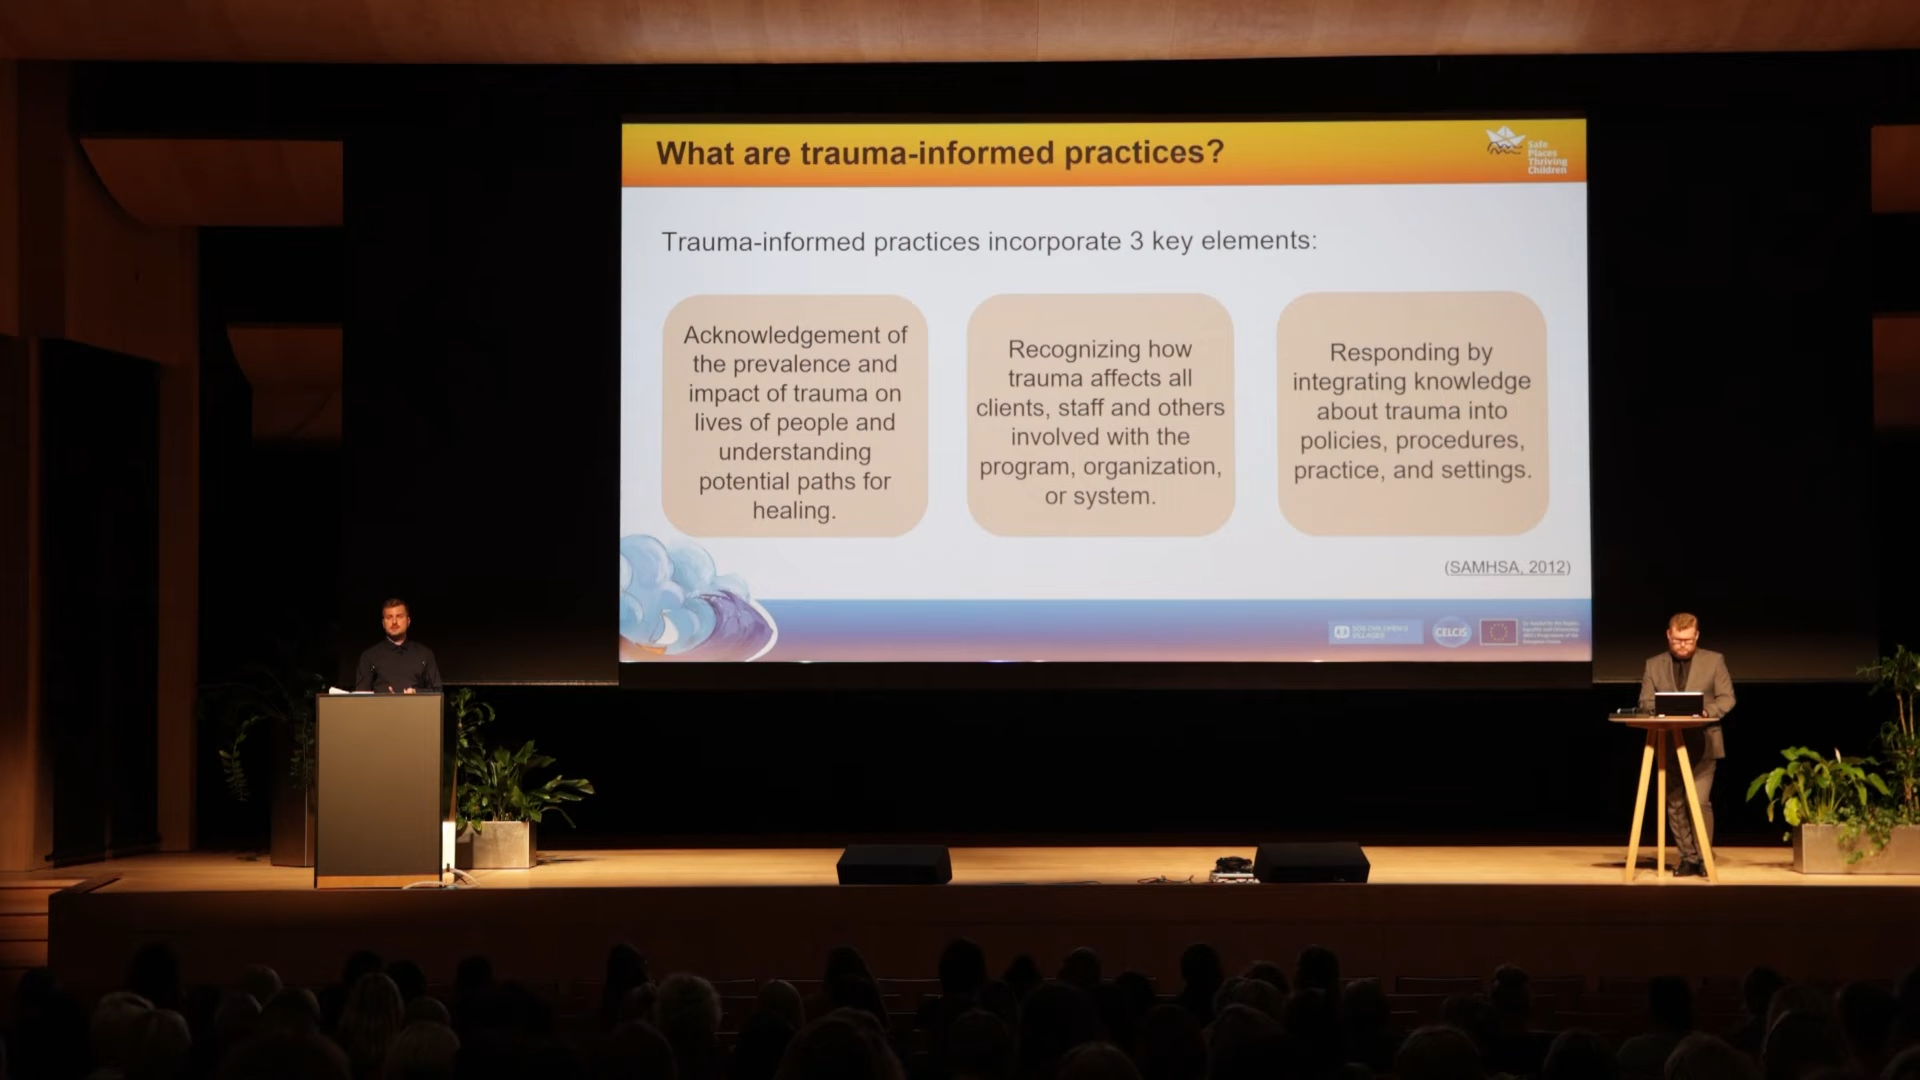 What are trauma-informed practices?
Safe
Places
Thriving
Children
Trauma-informed practices incorporate 3 key elements:
Acknowledgement of
the prevalence and
impact of trauma on
lives of people and
understanding
potential paths for
healing.
Recognizing how
trauma affects all
clients, staff and others
involved with the
program, organization,
or system.
Responding by
integrating knowledge
about trauma into
policies, procedures,
practice, and settings.
(SAMHSA, 2012)
SOS CHILDREN'S
VILLAGES
CELCIS